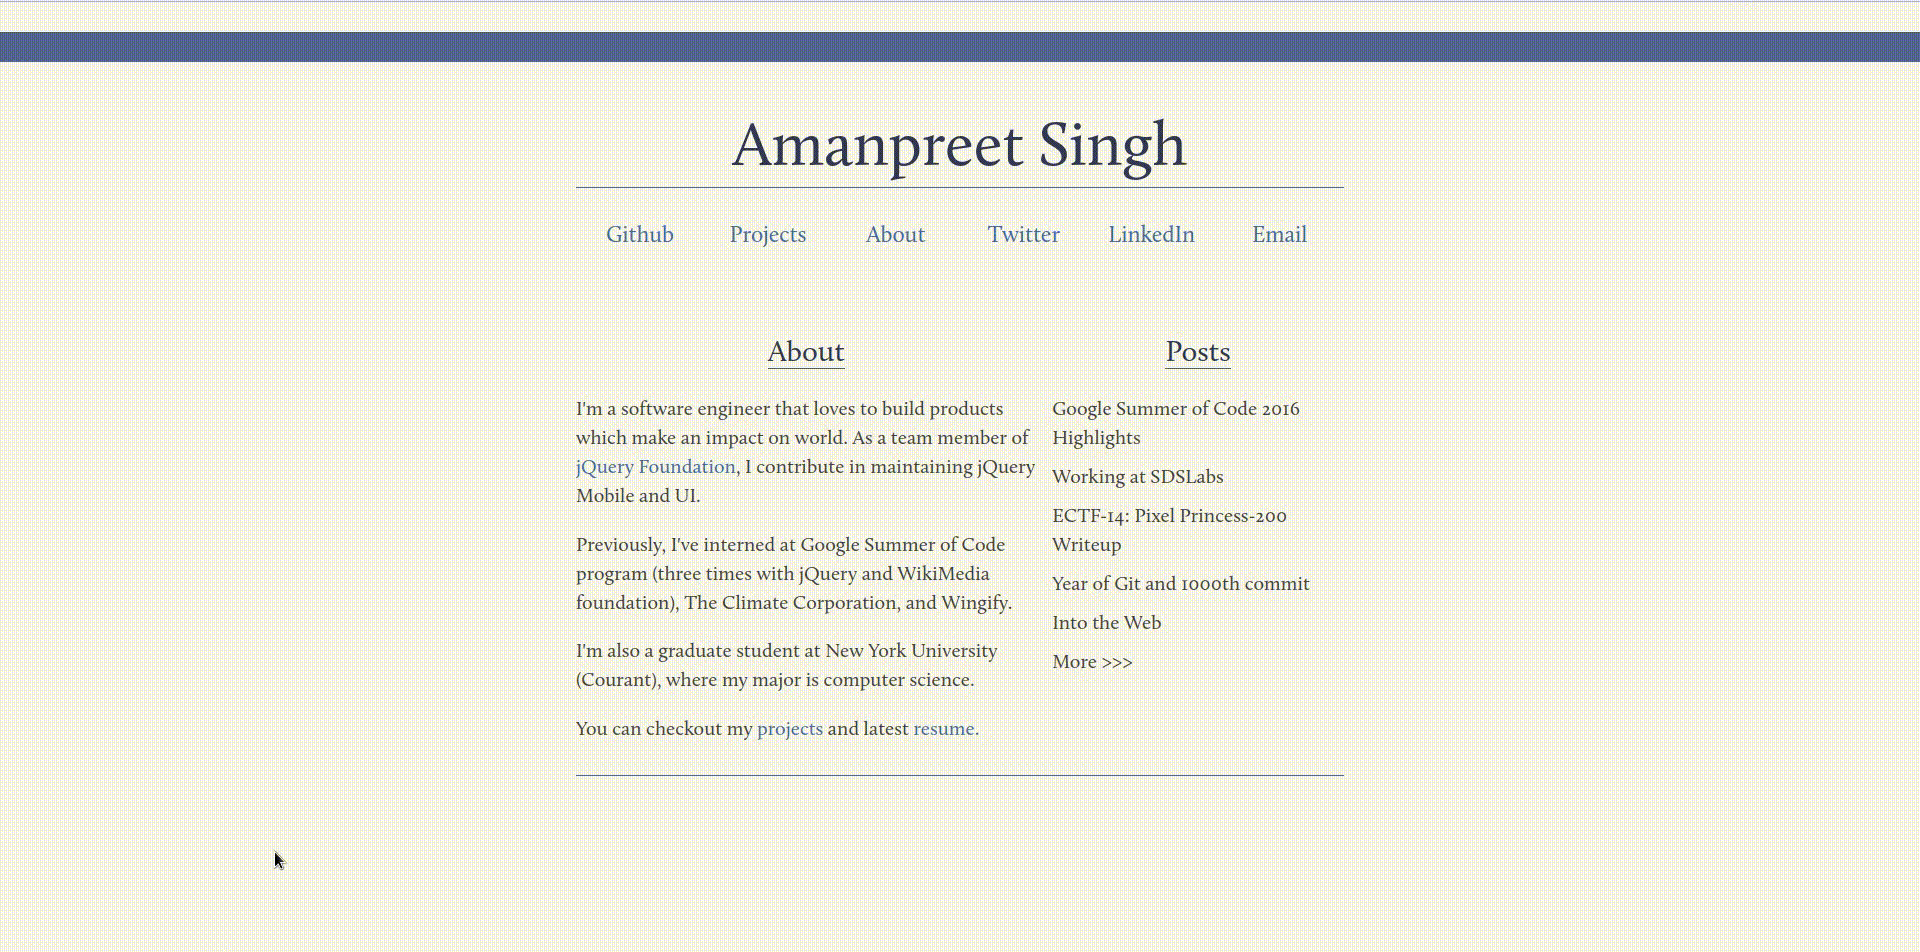 Amanpreet Singh
Github Projects About Twitter LinkedIn Email
About
I'm a software engineer that loves to build products
which make an impact on world. As a team member of
jQuery Foundation, I contribute in maintaining jQuery
Mobile and UI.
Previously, I've interned at Google Summer of Code
program (three times with jQuery and WikiMedia
foundation), The Climate Corporation, and Wingify.
I'm also a graduate student at New York University
(Courant), where my major is computer science.
You can checkout my projects and latest resume.
Posts
Google Summer of Code 2016
Highlights
Working at SDSLabs
ECTF-14: Pixel Princess-200
Writeup
Year of Git and 1000th commit
Into the Web
More >>>